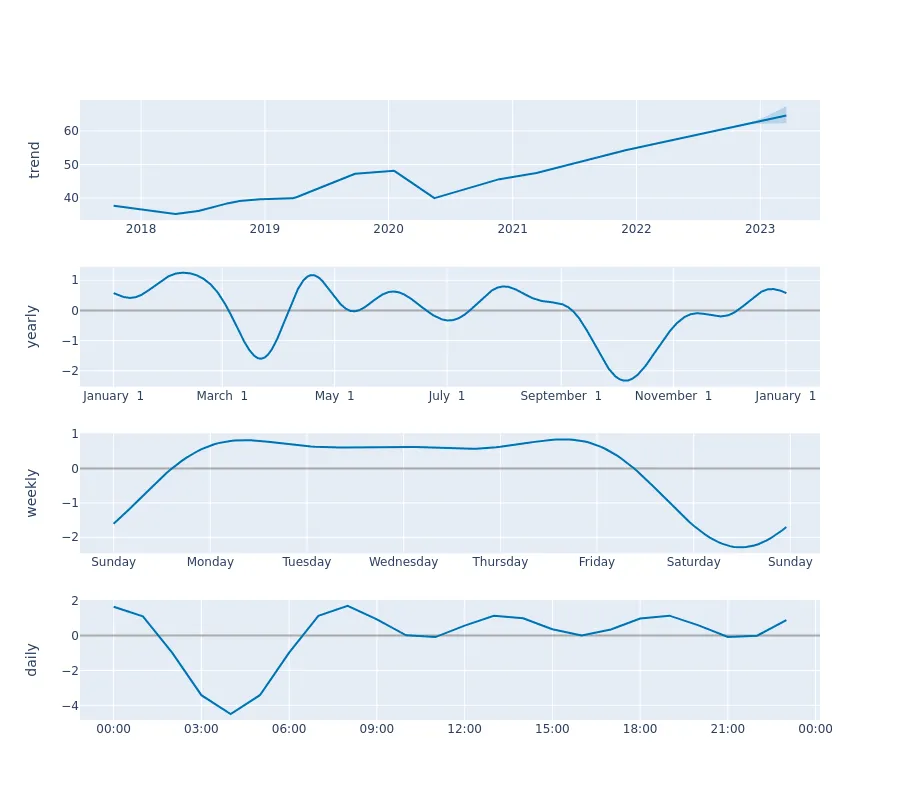 trend
60
50
40
2018 2019 2020 2021 2022 2023
yearly
1
0
−1
−2
January 1 March 1 May 1 July 1 September 1 November 1 January 1
weekly
1
0
−1
−2
Sunday Monday Tuesday Wednesday Thursday Friday Saturday Sunday
daily
2
0
−2
−4
00:00 03:00 06:00 09:00 12:00 15:00 18:00 21:00 00:00